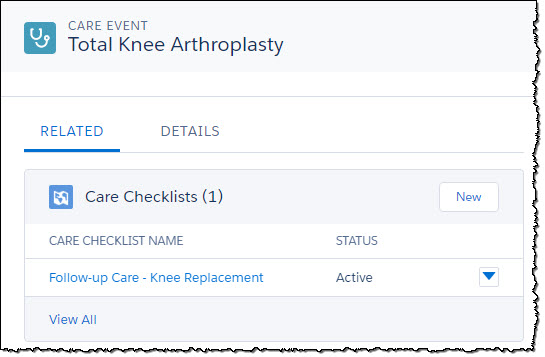 CARE EVENT
Total Knee Arthroplasty
RELATED DETAILS
Care Checklists (1) New
CARE CHECKLIST NAME STATUS
Follow-up Care - Knee Replacement Active
View All